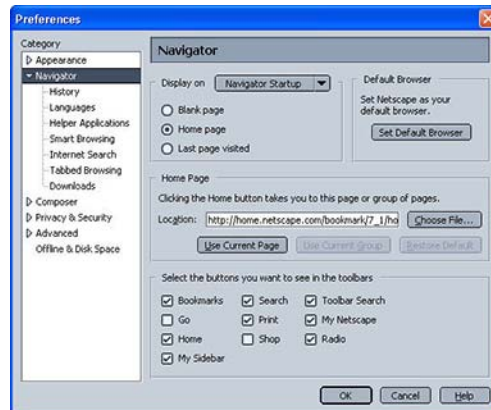 Preferences
Category
Appearance
Navigator
History
Languages
Helper Applications
Smart Browsing
Internet Search
Tabbed Browsing
Downloads
Composer
Privacy & Security
Advanced
Offline & Disk Space
Navigator
Display on
Navigator Startup
Blank page
Home page
Last page visited
Default Browser
Set Netscape as your
default browser.
Set Default Browser
Home Page
Clicking the Home button takes you to this page or group of pages.
Location: http://home.netscape.com/bookmark/7_1/ho Choose File...
Use Current Page Use Current Group Restore Default
Select the buttons you want to see in the toolbars
Bookmarks Search Toolbar Search
Go Print My Netscape
Home Shop Radio
My Sidebar
OK Cancel Help